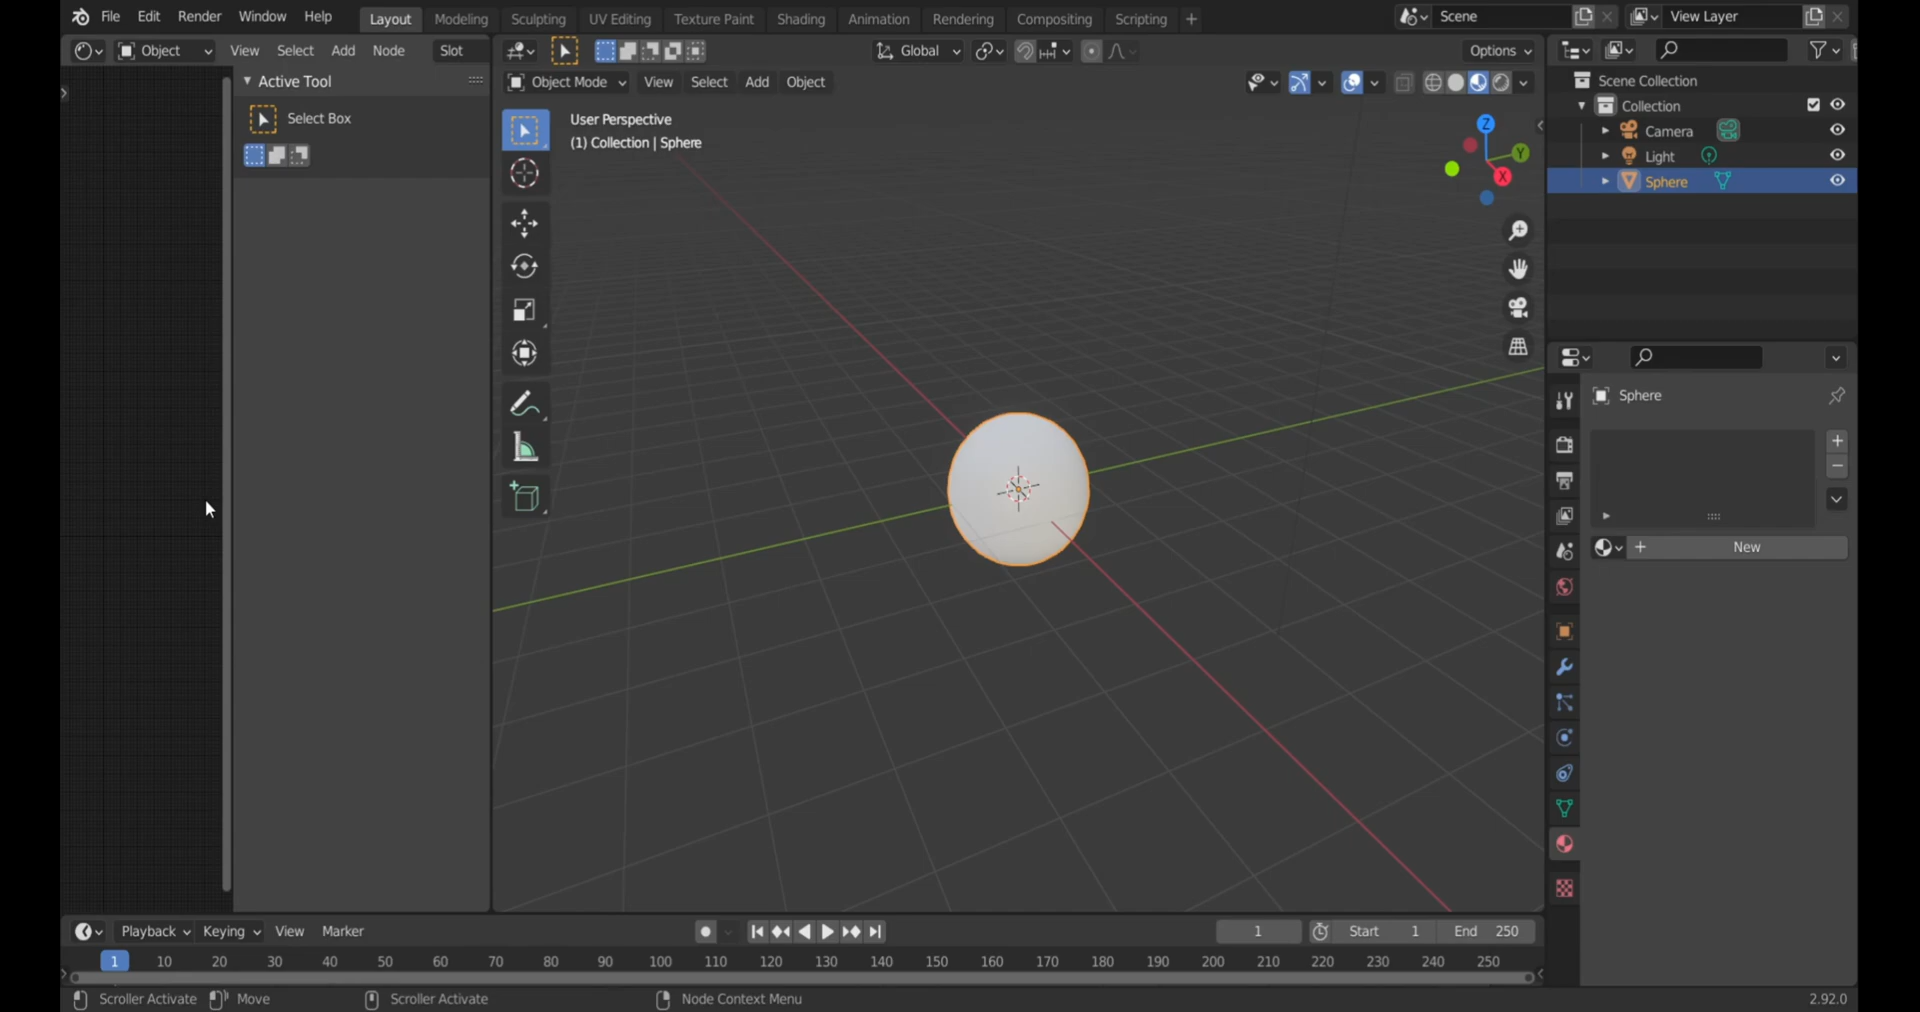 File Edit Render Window Help Layout Modeling Sculpting UV Editing Texture Paint Shading Animation Rendering Compositing Scripting + Scene View Layer
Object View Select Add Node Slot Global Options
Active Tool
Select Box
Object Mode View Select Add Object
User Perspective
(1) Collection | Sphere
Z
Y
X
Scene Collection
Collection
Camera
Light
Sphere
Sphere
+ New
Playback Keying View Marker 1 Start 1 End 250
1 10 20 30 40 50 60 70 80 90 100 110 120 130 140 150 160 170 180 190 200 210 220 230 240 250
Scroller Activate Move Scroller Activate Node Context Menu 2.92.0